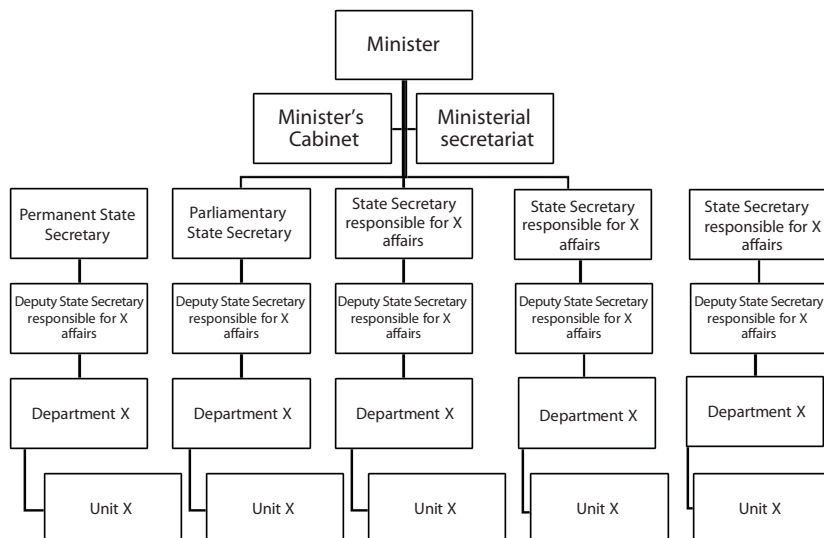 Minister
Minister's
Cabinet
Ministerial
secretariat
Permanent State
Secretary
Parliamentary
State Secretary
State Secretary
responsible for X
affairs
State Secretary
responsible for X
affairs
State Secretary
responsible for X
affairs
Deputy State Secretary
responsible for X
affairs
Deputy State Secretary
responsible for X
affairs
Deputy State Secretary
responsible for X
affairs
Deputy State Secretary
responsible for X
affairs
Deputy State Secretary
responsible for X
affairs
Department X
Department X
Department X
Department X
Department X
Unit X
Unit X
Unit X
Unit X
Unit X